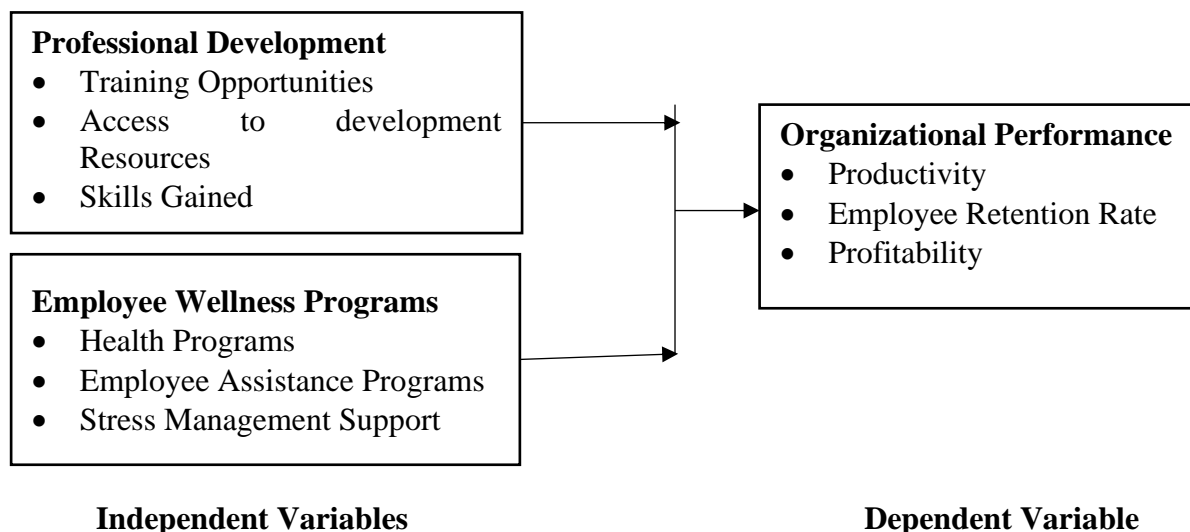 Professional Development
• Training Opportunities
• Access to development
Resources
• Skills Gained
Organizational Performance
• Productivity
• Employee Retention Rate
• Profitability
Employee Wellness Programs
• Health Programs
• Employee Assistance Programs
• Stress Management Support
Independent Variables
Dependent Variable